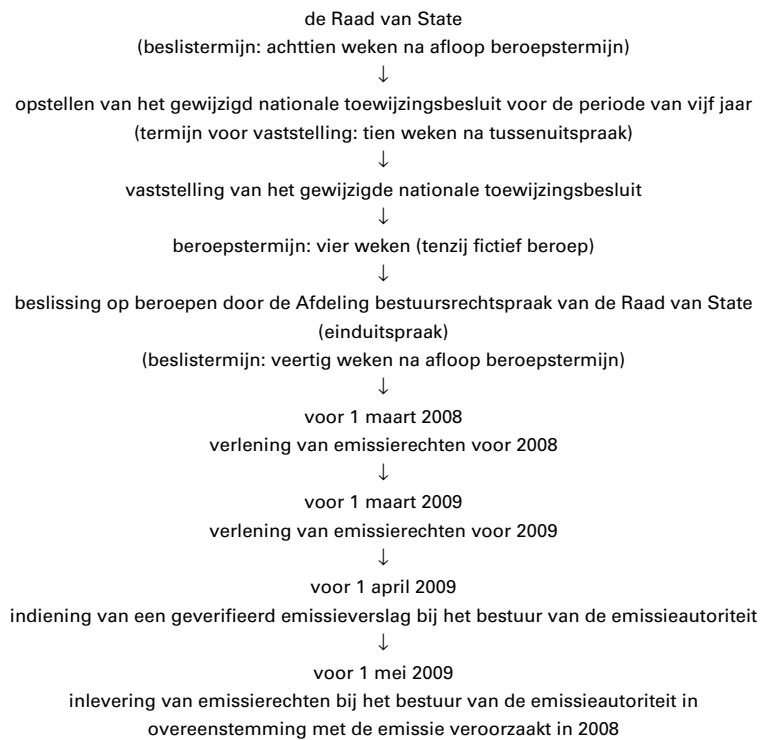 de Raad van State
(beslistermijn: achttien weken na afloop beroepstermijn)
↓
opstellen van het gewijzigd nationale toewijzingsbesluit voor de periode van vijf jaar
(termijn voor vaststelling: tien weken na tussenuitspraak)
↓
vaststelling van het gewijzigde nationale toewijzingsbesluit
↓
beroepstermijn: vier weken (tenzij fictief beroep)
↓
beslissing op beroepen door de Afdeling bestuursrechtspraak van de Raad van State
(einduitspraak)
(beslistermijn: veertig weken na afloop beroepstermijn)
↓
voor 1 maart 2008
verlening van emissierechten voor 2008
↓
voor 1 maart 2009
verlening van emissierechten voor 2009
↓
voor 1 april 2009
indiening van een geverifieerd emissieverslag bij het bestuur van de emissieautoriteit
↓
voor 1 mei 2009
inlevering van emissierechten bij het bestuur van de emissieautoriteit in
overeenstemming met de emissie veroorzaakt in 2008